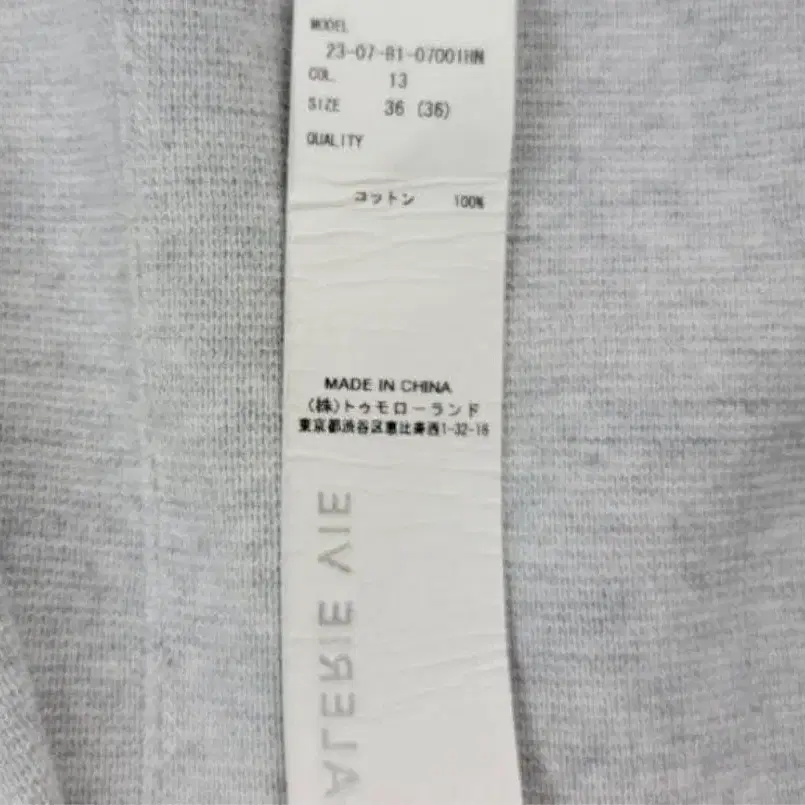 MODEL
23-07-81-07001HN
COL. 13
SIZE 36 (36)
QUALITY
コットン 100%
MADE IN CHINA
(株)トゥモローランド
東京都渋谷区恵比寿西1-32-18
ALERIE VIE